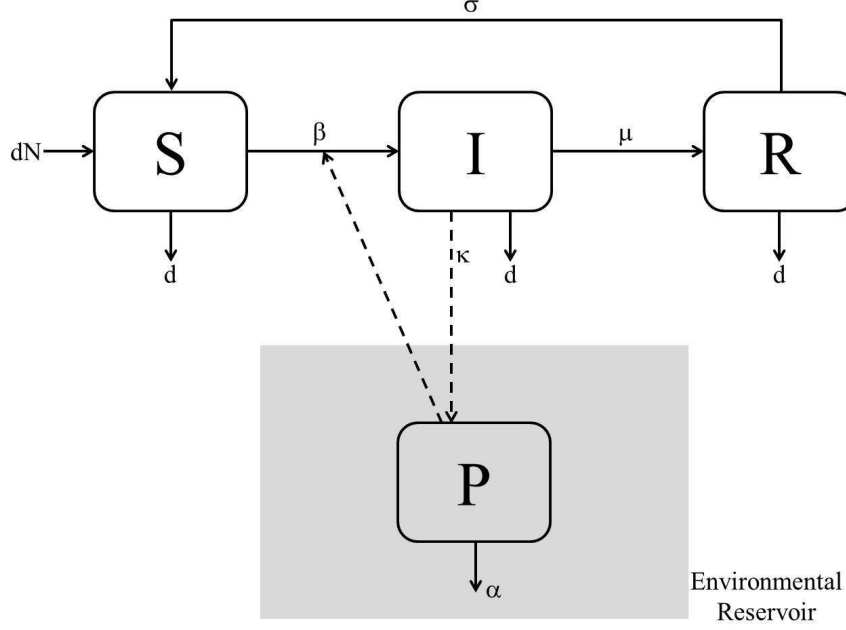 σ
dN
S
β
I
μ
R
d
κ
d
d
P
α
Environmental
Reservoir